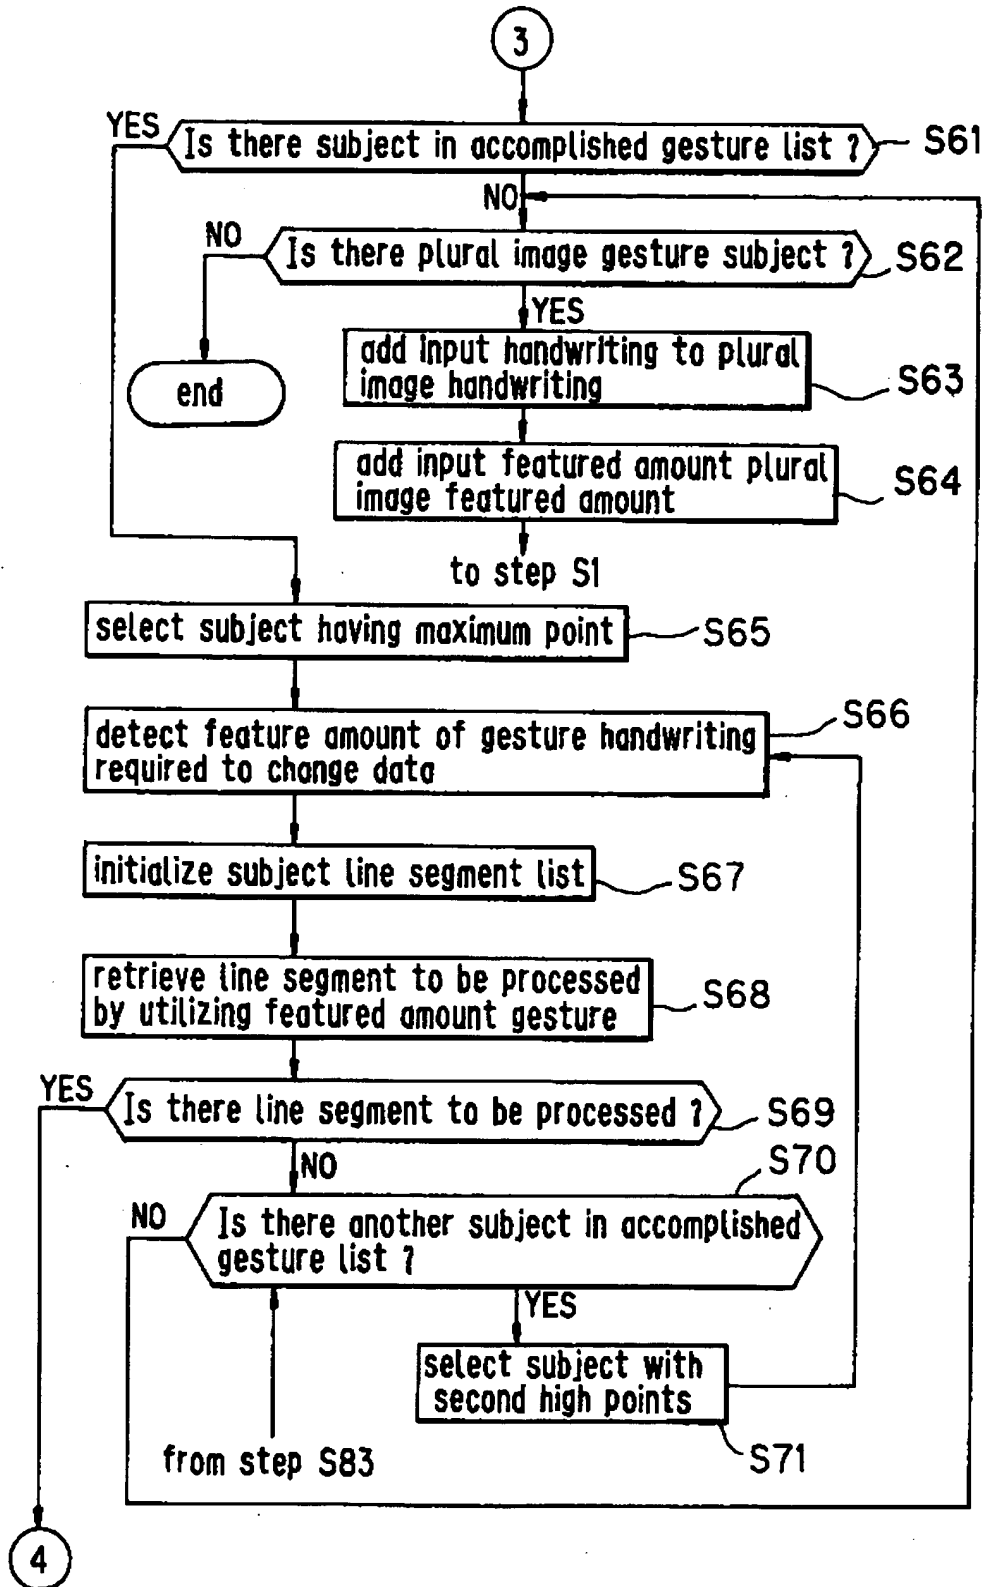 3
YES
Is there subject in accomplished gesture list ?
S61
NO
NO
Is there plural image gesture subject ?
S62
YES
add input handwriting to plural
image handwriting
S63
end
add input featured amount plural
image featured amount
S64
to step S1
select subject having maximum point
S65
S66
detect feature amount of gesture handwriting
required to change data
initialize subject line segment list
S67
retrieve line segment to be processed
by utilizing featured amount gesture
S68
YES
Is there line segment to be processed ?
S69
NO
S70
NO
Is there another subject in accomplished
gesture list ?
YES
select subject with
second high points
S71
from step S83
4